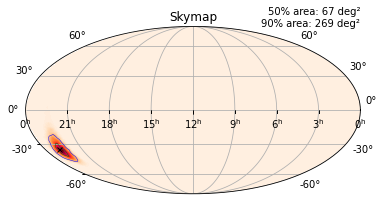 Skymap
50% area: 67 deg²
90% area: 269 deg²
60° 60°
30° 30°
0° 0°
0ʰ 21ʰ 18ʰ 15ʰ 12ʰ 9ʰ 6ʰ 3ʰ 0ʰ
-30° -30°
-60° -60°